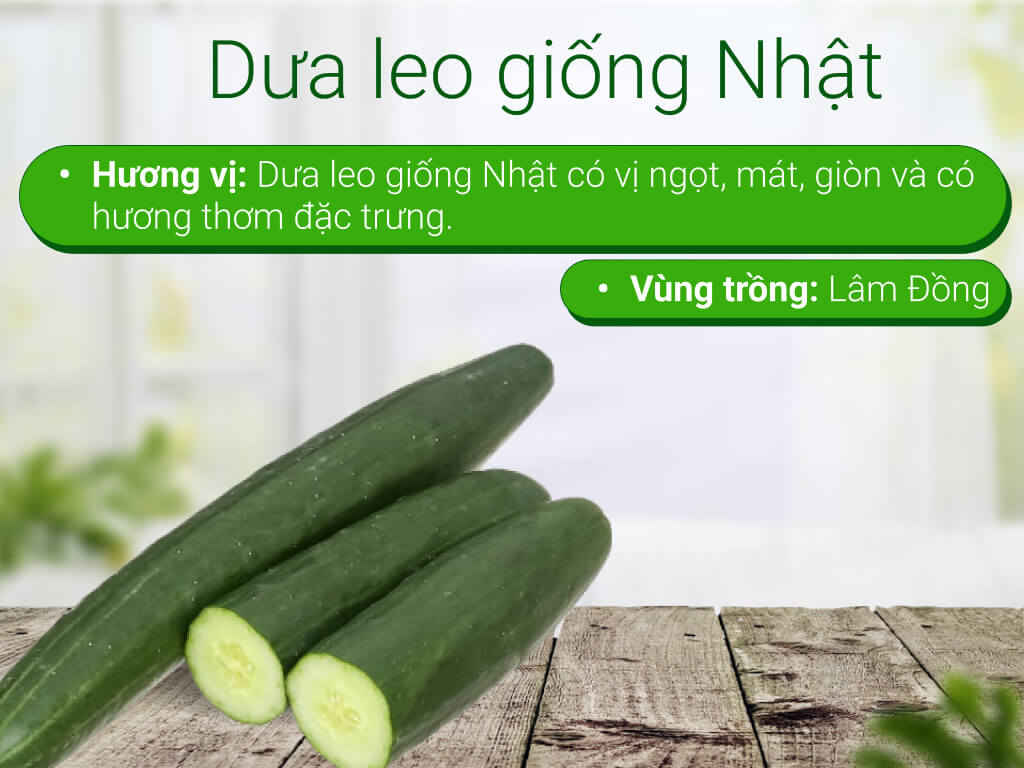 Dưa leo giống Nhật
• Hương vị: Dưa leo giống Nhật có vị ngọt, mát, giòn và có
hương thơm đặc trưng.
• Vùng trồng: Lâm Đồng